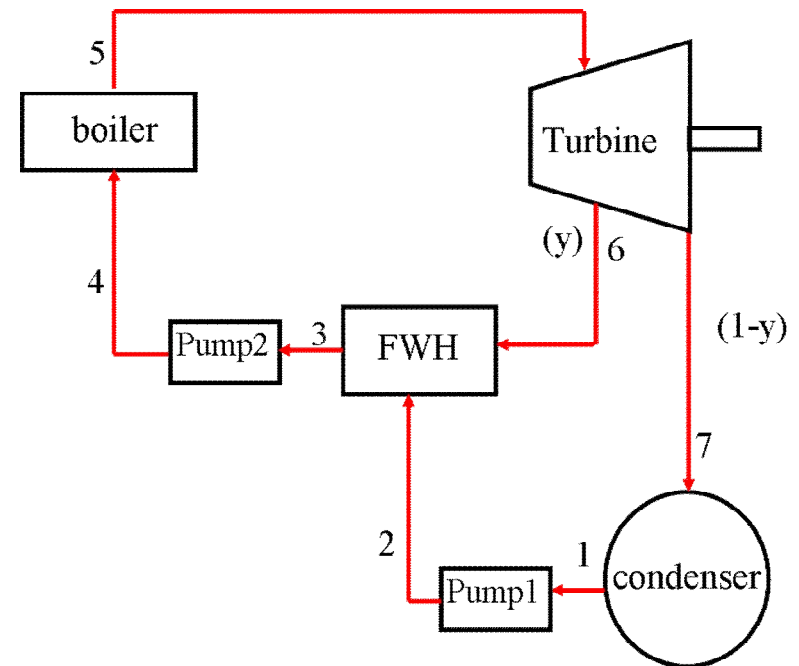 5
boiler
Turbine
(y)
6
4
(1-y)
Pump2
3
FWH
7
2
1
condenser
Pump1